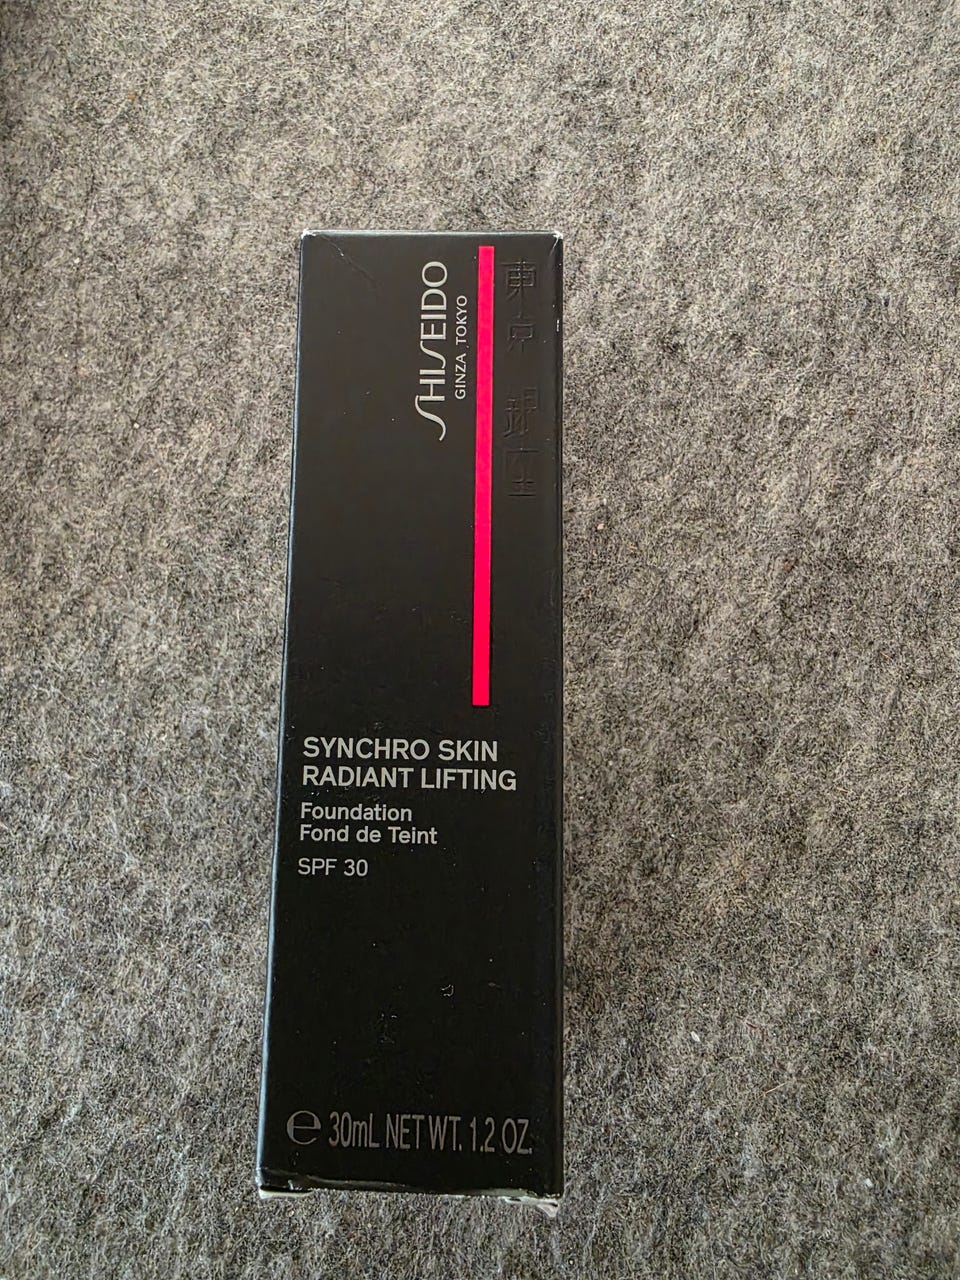 SHISEIDO
GINZA TOKYO
東京 銀座
SYNCHRO SKIN
RADIANT LIFTING
Foundation
Fond de Teint
SPF 30
℮ 30mL NET WT. 1.2 OZ.